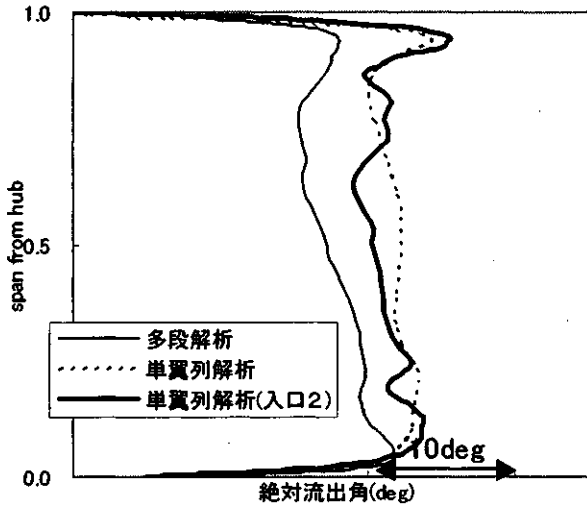 1.0
span from hub
0.5
多段解析
単翼列解析
単翼列解析(入口2)
10deg
0.0
絶対流出角(deg)